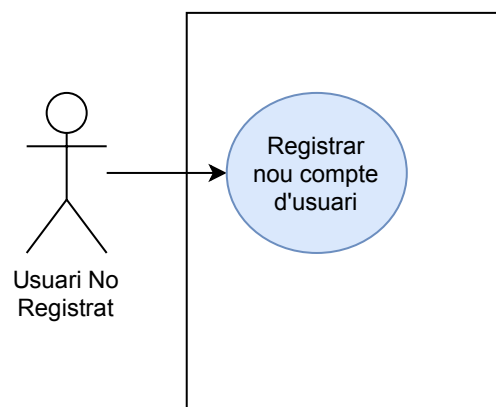 Registrar
nou compte
d'usuari
Usuari No
Registrat